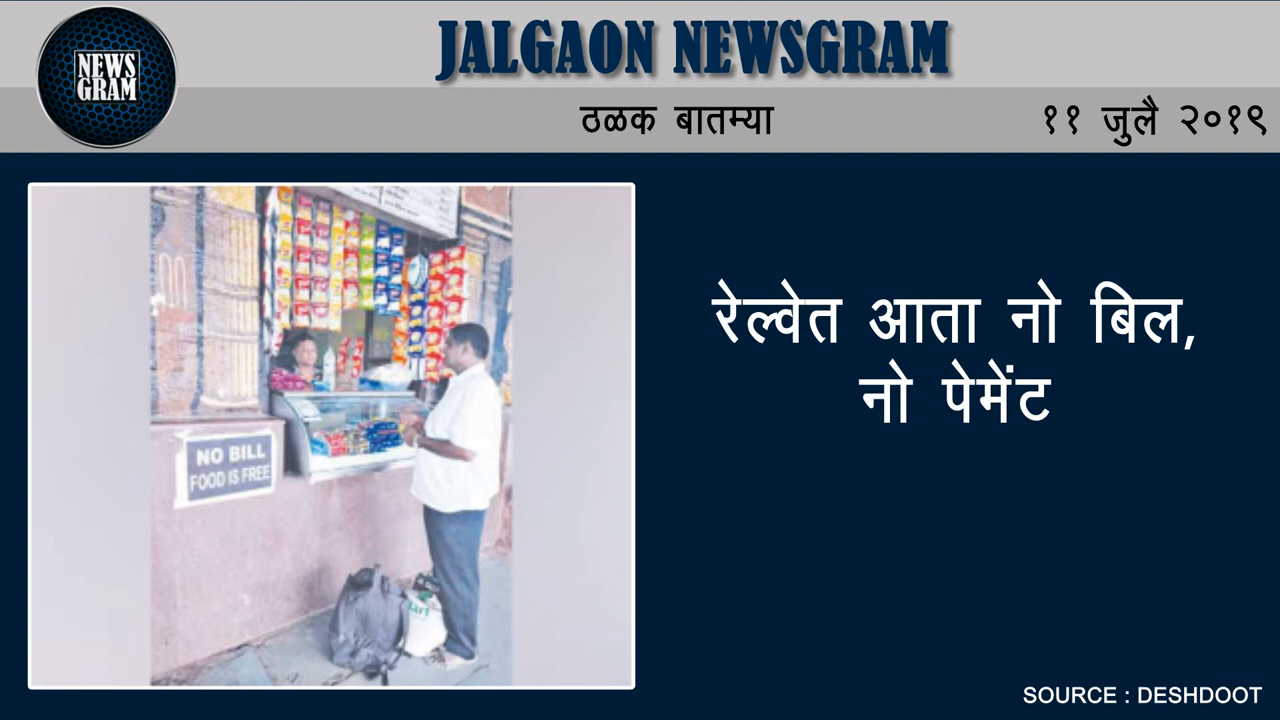 NEWS
GRAM
JALGAON NEWSGRAM
ठळक बातम्या
११ जुलै २०१९
रेल्वेत आता नो बिल,
नो पेमेंट
NO BILL
FOOD IS FREE
SOURCE : DESHDOOT